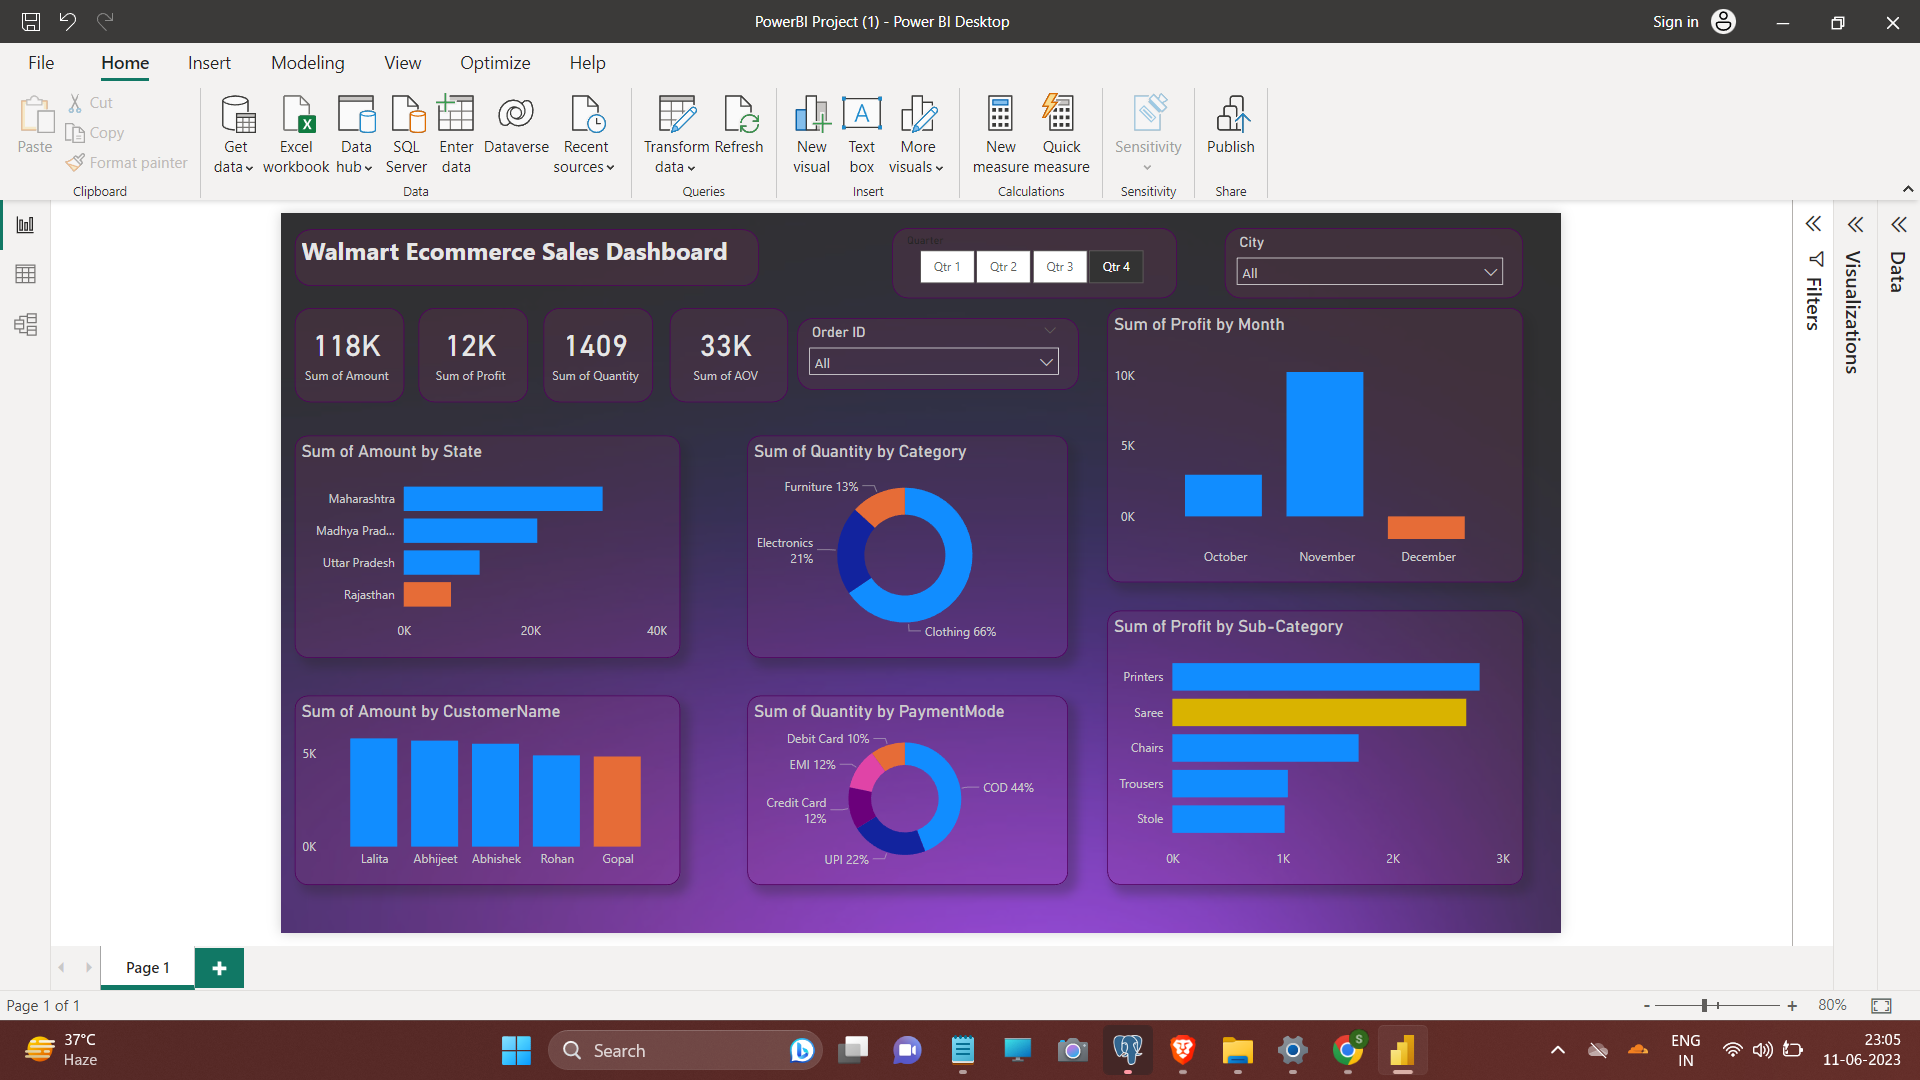 PowerBI Project (1) - Power BI Desktop
Sign in
File
Home
Insert
Modeling
View
Optimize
Help
Paste
Cut
Copy
Format painter
Clipboard
Get
data
Excel
workbook
Data
hub
SQL
Server
Enter
data
Dataverse
Recent
sources
Data
Transform
data
Refresh
Queries
New
visual
Text
box
More
visuals
Insert
New
measure
Quick
measure
Calculations
Sensitivity
Sensitivity
Publish
Share
Walmart Ecommerce Sales Dashboard
Quarter
Qtr 1
Qtr 2
Qtr 3
Qtr 4
City
All
118K
Sum of Amount
12K
Sum of Profit
1409
Sum of Quantity
33K
Sum of AOV
Order ID
All
Sum of Profit by Month
10K
5K
0K
October
November
December
Sum of Amount by State
Maharashtra
Madhya Prad...
Uttar Pradesh
Rajasthan
0K
20K
40K
Sum of Quantity by Category
Furniture 13%
Electronics
21%
Clothing 66%
Sum of Profit by Sub-Category
Printers
Saree
Chairs
Trousers
Stole
0K
1K
2K
3K
Sum of Amount by CustomerName
5K
0K
Lalita
Abhijeet
Abhishek
Rohan
Gopal
Sum of Quantity by PaymentMode
Debit Card 10%
EMI 12%
Credit Card
12%
UPI 22%
COD 44%
Filters
Visualizations
Data
Page 1
Page 1 of 1
- + 80%
37°C
Haze
Search
S
ENG
IN
23:05
11-06-2023